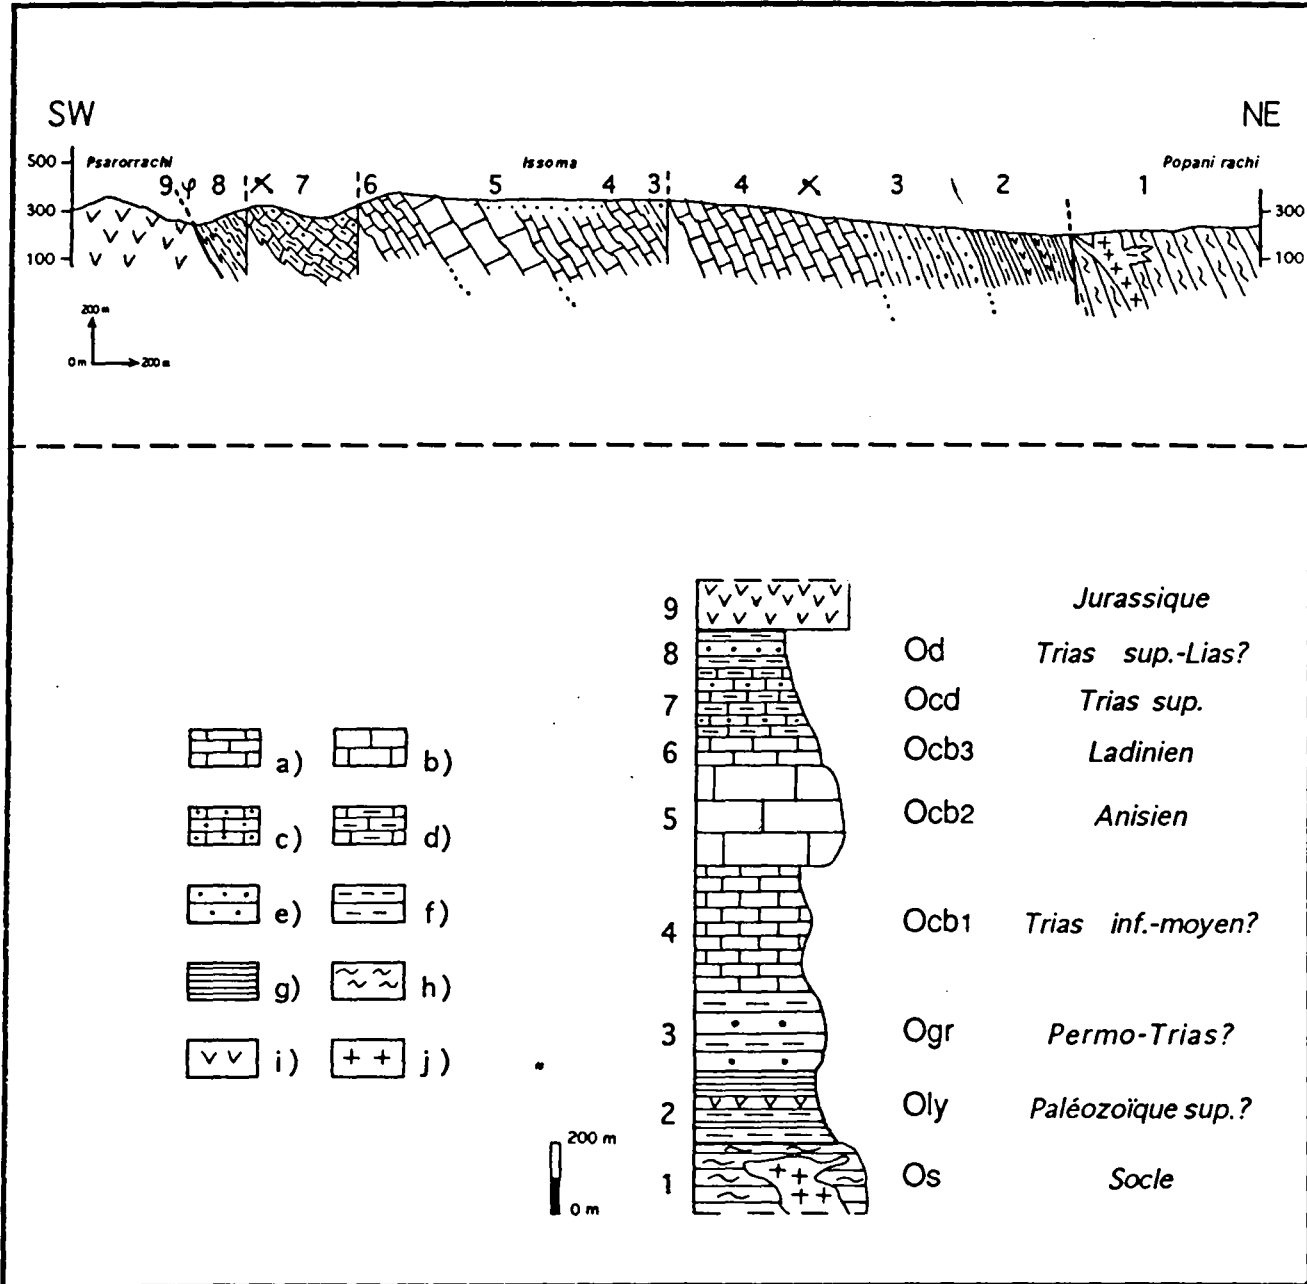 SW NE
500 Psarorrachi Issoma Popani rachi
9 φ 8 7 6 5 4 3 4 3 2 1
300 300
100 100
200 m
0 m 200 m
9 Jurassique
8 Od Trias sup.-Lias?
7 Ocd Trias sup.
6 Ocb3 Ladinien
5 Ocb2 Anisien
4 Ocb1 Trias inf.-moyen?
3 Ogr Permo-Trias?
2 Oly Paléozoïque sup.?
1 Os Socle
a) b)
c) d)
e) f)
g) h)
i) j)
200 m
0 m